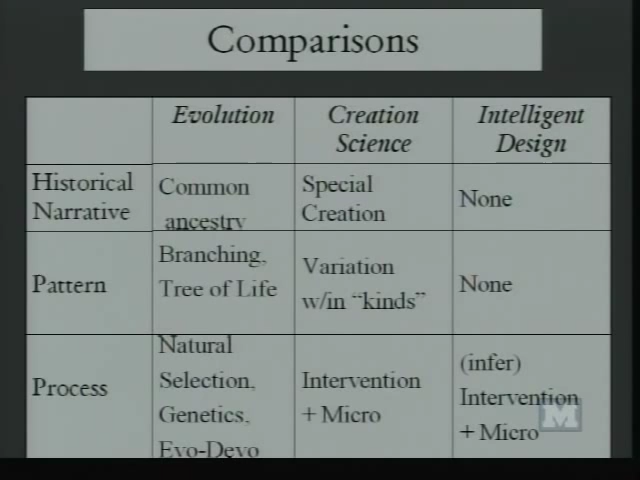 Comparisons
Evolution
Creation
Science
Intelligent
Design
Historical
Narrative
Common
ancestry
Special
Creation
None
Pattern
Branching,
Tree of Life
Variation
w/in “kinds”
None
Process
Natural
Selection,
Genetics,
Evo-Devo
Intervention
+ Micro
(infer)
Intervention
+ Micro
M